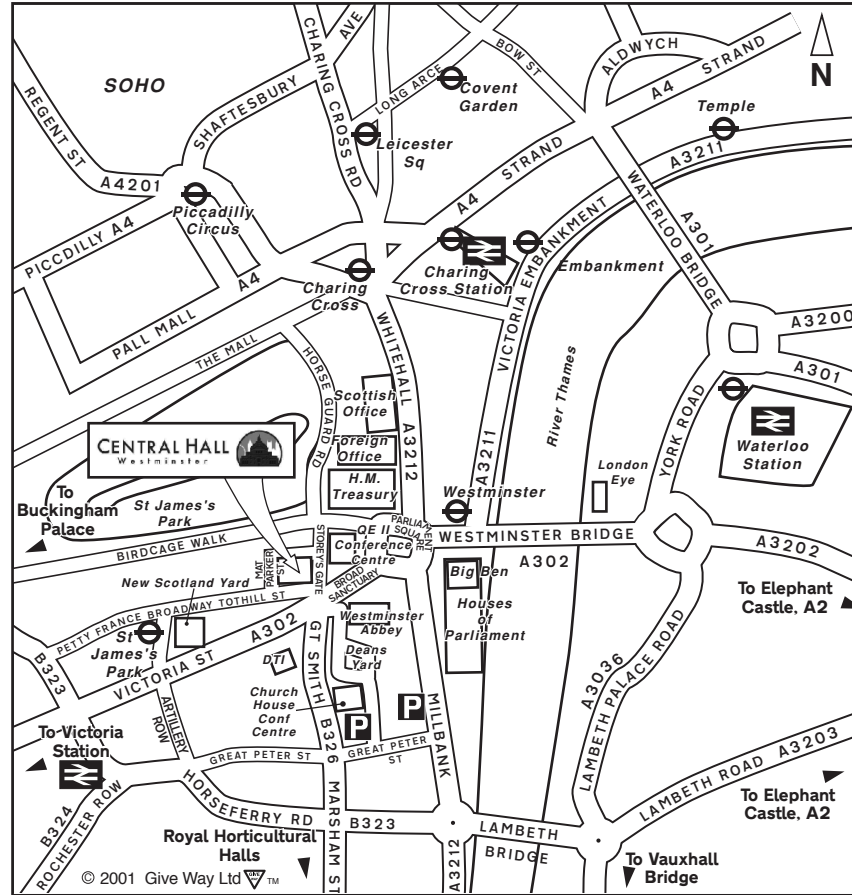 SOHO
REGENT ST
SHAFTESBURY
AVE
CHARING CROSS RD
LONG ARCE
BOW ST
ALDWYCH
A4 STRAND
N
Covent
Garden
Leicester
Sq
Temple
A3211
A4201
Piccadilly
Circus
PICCDILLY A4
A4
STRAND
A4
WATERLOO BRIDGE
A301
PALL MALL
Charing
Cross
Charing
Cross Station
VICTORIA EMBANKMENT
Embankment
A3200
A301
THE MALL
HORSE GUARD RD
WHITEHALL A3212
Scottish
Office
Foreign
Office
H.M.
Treasury
A3211
River Thames
YORK ROAD
Waterloo
Station
London
Eye
CENTRAL HALL
Westminster
To
Buckingham
Palace
St James's
Park
Westminster
PARLIAMENT
SQUARE
QE II
Conference
Centre
WESTMINSTER BRIDGE
A302
A3202
BIRDCAGE WALK
STOREY'S GATE
MAT
PARKER
ST
BROAD
SANCTUARY
New Scotland Yard
Big Ben
Houses
of
Parliament
To Elephant
Castle, A2
PETTY FRANCE BROADWAY TOTHILL ST
A302
Westminster
Abbey
Deans
Yard
St
James's
Park
B323
VICTORIA ST
DTI
GT SMITH B326
Church
House
Conf
Centre
P
P
MILLBANK
A3036
LAMBETH PALACE ROAD
ARTILLERY
ROW
To Victoria
Station
GREAT PETER ST
GREAT PETER
ST
A3203
LAMBETH ROAD
To Elephant
Castle, A2
B324
ROCHESTER ROW
HORSEFERRY RD B323
MARSHAM ST
LAMBETH
BRIDGE
A3212
Royal Horticultural
Halls
To Vauxhall
Bridge
© 2001 Give Way Ltd GIVE TM